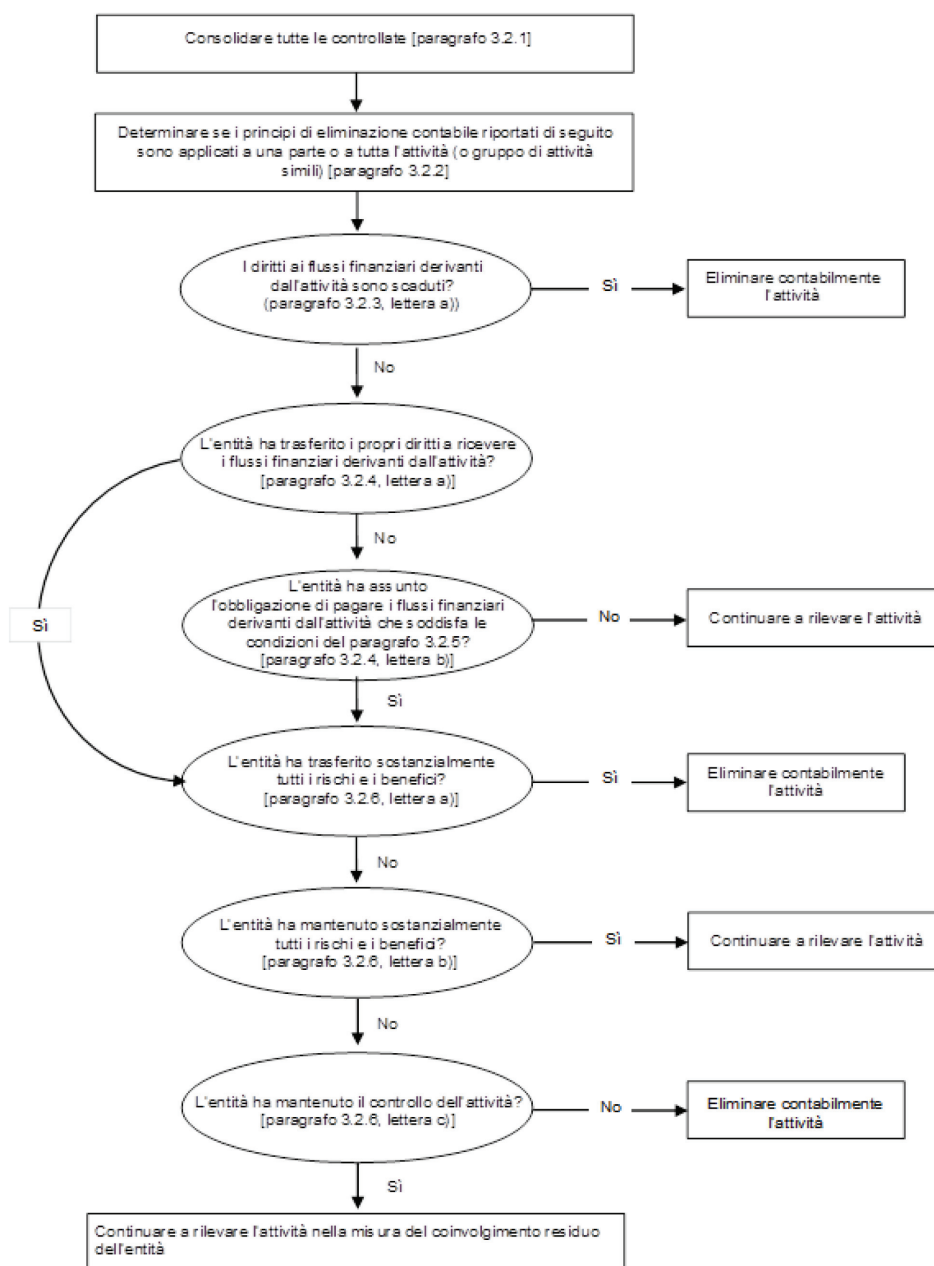 Consolidare tutte le controllate [paragrafo 3.2.1]
Determinare se i principi di eliminazione contabile riportati di seguito
sono applicati a una parte o a tutta l'attività (o gruppo di attività
simili) [paragrafo 3.2.2]
I diritti ai flussi finanziari derivanti
dall'attività sono scaduti?
(paragrafo 3.2.3, lettera a))
Sì
Eliminare contabilmente
l'attività
No
L'entità ha trasferito i propri diritti a ricevere
i flussi finanziari derivanti dall'attività?
[paragrafo 3.2.4, lettera a)]
No
Sì
L'entità ha assunto
l'obbligazione di pagare i flussi finanziari
derivanti dall'attività che soddisfa le
condizioni del paragrafo 3.2.5?
[paragrafo 3.2.4, lettera b)]
No
Continuare a rilevare l'attività
Sì
L'entità ha trasferito sostanzialmente
tutti i rischi e i benefici?
[paragrafo 3.2.6, lettera a)]
Sì
Eliminare contabilmente
l'attività
No
L'entità ha mantenuto sostanzialmente
tutti i rischi e i benefici?
[paragrafo 3.2.6, lettera b)]
Sì
Continuare a rilevare l'attività
No
L'entità ha mantenuto il controllo dell'attività?
[paragrafo 3.2.6, lettera c)]
No
Eliminare contabilmente
l'attività
Sì
Continuare a rilevare l'attività nella misura del coinvolgimento residuo
dell'entità